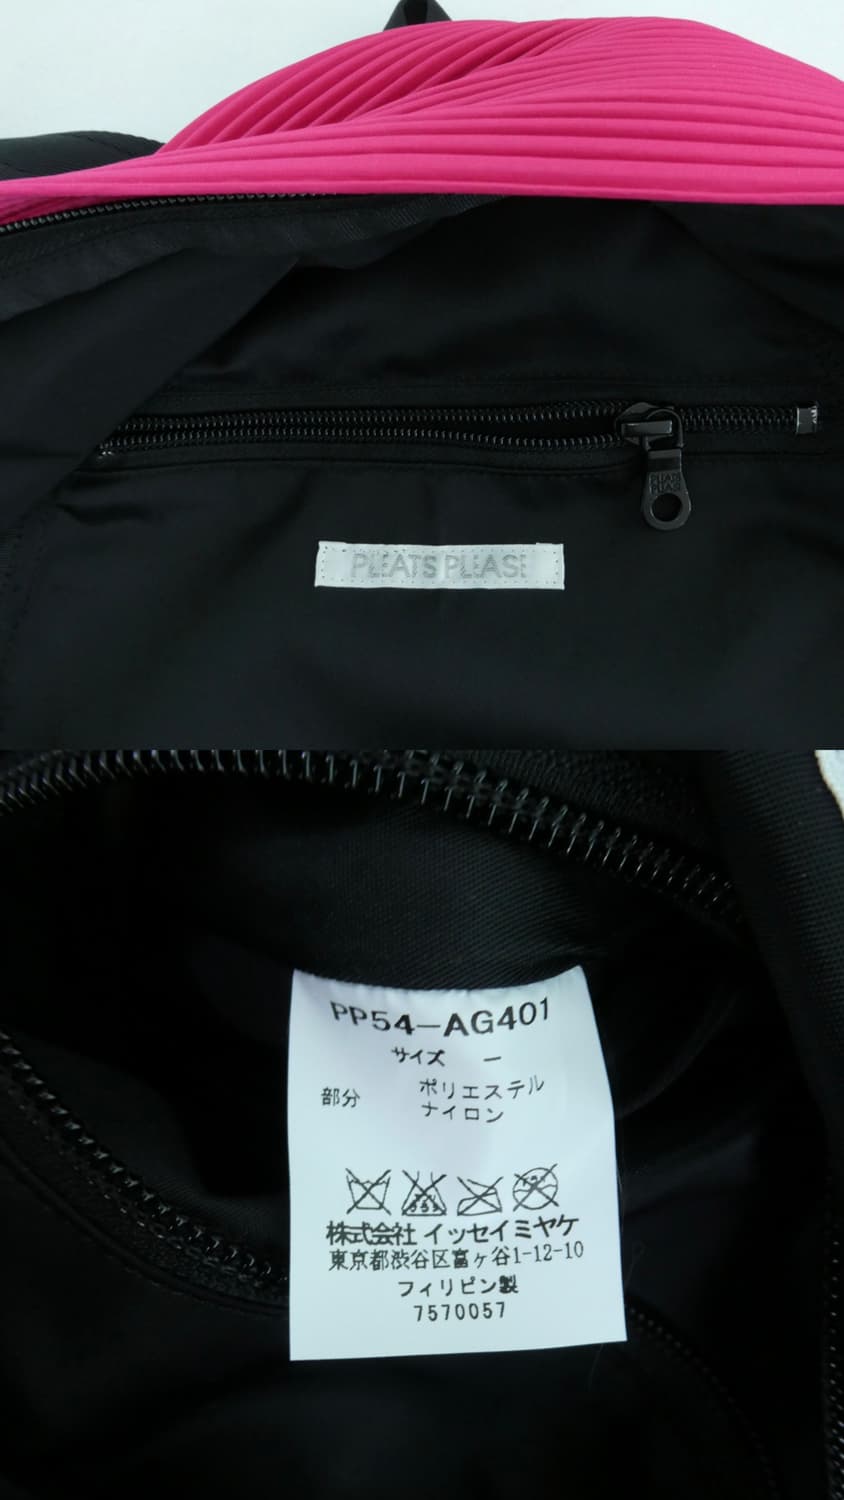 PLEATS
PLEASE
PLEATS PLEASE
PP54-AG401
サイズ ー
部分 ポリエステル
ナイロン
株式会社 イッセイミヤケ
東京都渋谷区富ヶ谷1-12-10
フィリピン製
7570057